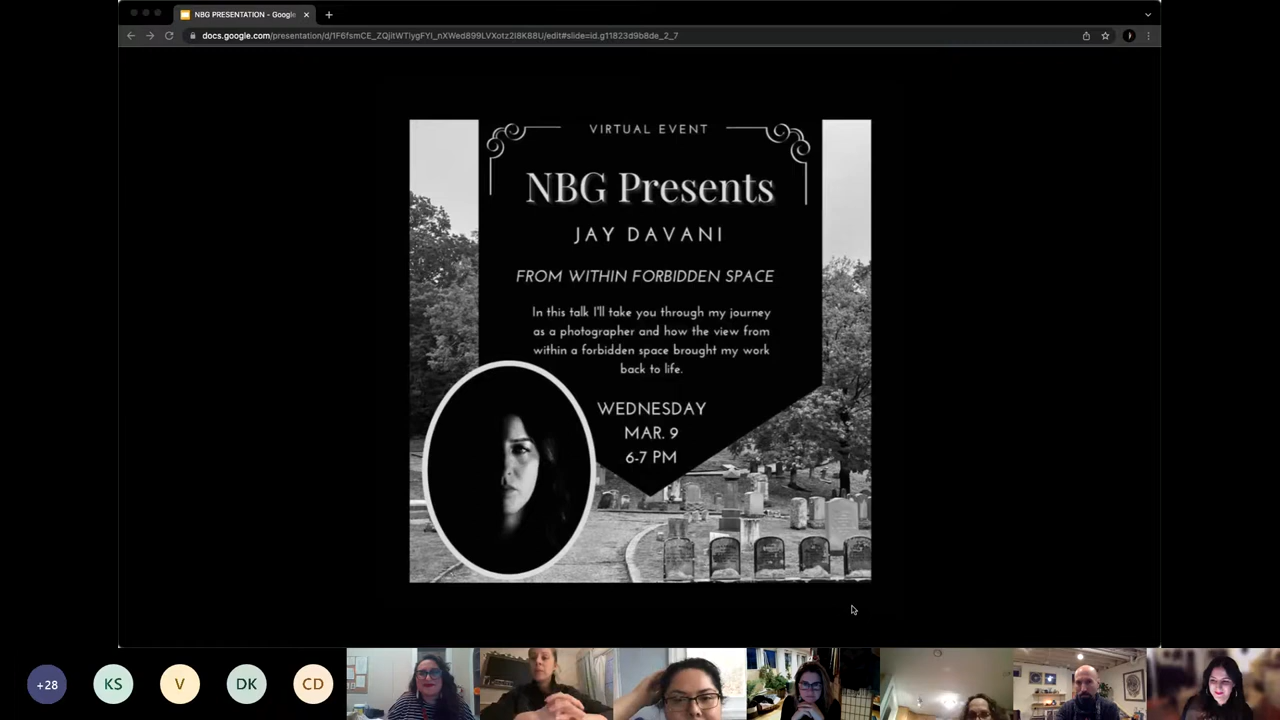 NBG PRESENTATION - Google
docs.google.com/presentation/d/1F6fsmCE_ZQjltWTlygFYI_nXWed899LVXotz2I8K88U/edit#slide=id.g11823d9b8de_2_7
VIRTUAL EVENT
NBG Presents
JAY DAVANI
FROM WITHIN FORBIDDEN SPACE
In this talk I'll take you through my journey
as a photographer and how the view from
within a forbidden space brought my work
back to life.
WEDNESDAY
MAR. 9
6-7 PM
+28
KS
V
DK
CD